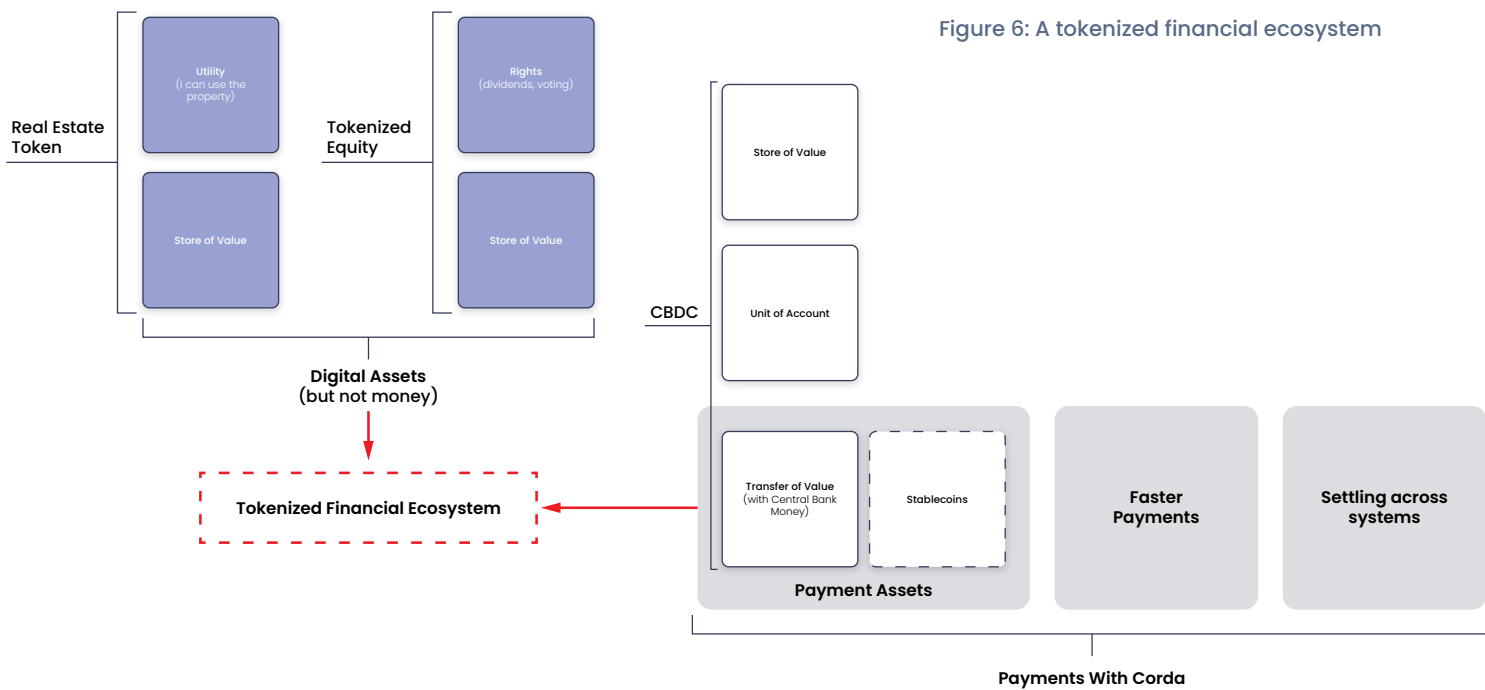 Figure 6: A tokenized financial ecosystem
Real Estate
Token
Utility
(I can use the
property)
Store of Value
Tokenized
Equity
Rights
(dividends, voting)
Store of Value
Digital Assets
(but not money)
Tokenized Financial Ecosystem
CBDC
Store of Value
Unit of Account
Transfer of Value
(with Central Bank
Money)
Stablecoins
Payment Assets
Faster
Payments
Settling across
systems
Payments With Corda